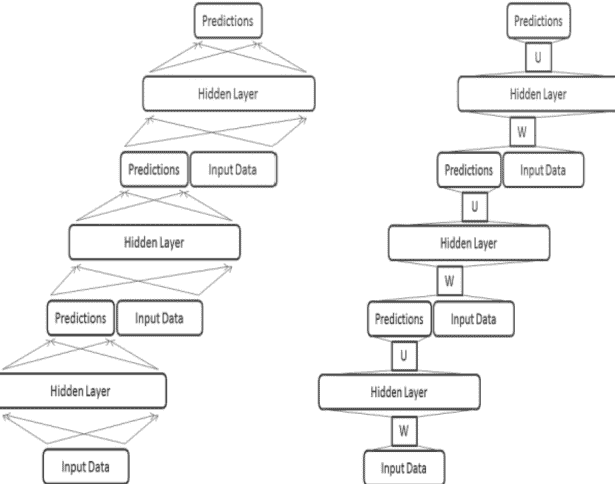 Predictions
Hidden Layer
Predictions Input Data
Hidden Layer
Predictions Input Data
Hidden Layer
Input Data
Predictions
U
Hidden Layer
W
Predictions Input Data
U
Hidden Layer
W
Predictions Input Data
U
Hidden Layer
W
Input Data